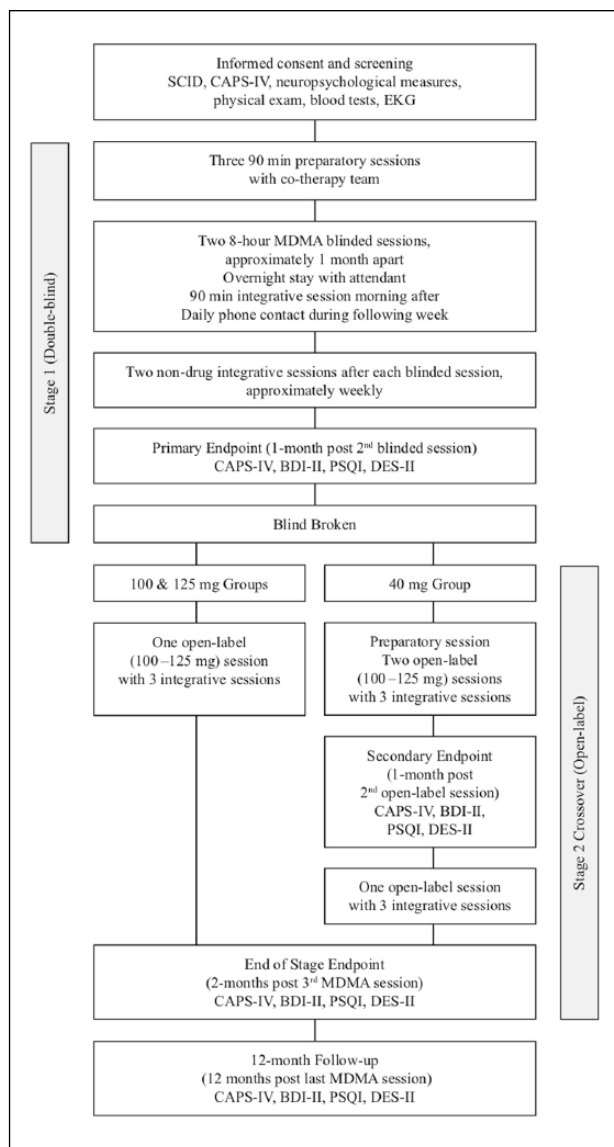 Informed consent and screening
SCID, CAPS-IV, neuropsychological measures,
physical exam, blood tests, EKG
Stage 1 (Double-blind)
Three 90 min preparatory sessions
with co-therapy team
Two 8-hour MDMA blinded sessions,
approximately 1 month apart
Overnight stay with attendant
90 min integrative session morning after
Daily phone contact during following week
Two non-drug integrative sessions after each blinded session,
approximately weekly
Primary Endpoint (1-month post 2nd blinded session)
CAPS-IV, BDI-II, PSQI, DES-II
Blind Broken
100 & 125 mg Groups
One open-label
(100–125 mg) session
with 3 integrative sessions
40 mg Group
Preparatory session
Two open-label
(100–125 mg) sessions
with 3 integrative sessions
Secondary Endpoint
(1-month post
2nd open-label session)
CAPS-IV, BDI-II,
PSQI, DES-II
One open-label session
with 3 integrative sessions
Stage 2 Crossover (Open-label)
End of Stage Endpoint
(2-months post 3rd MDMA session)
CAPS-IV, BDI-II, PSQI, DES-II
12-month Follow-up
(12 months post last MDMA session)
CAPS-IV, BDI-II, PSQI, DES-II